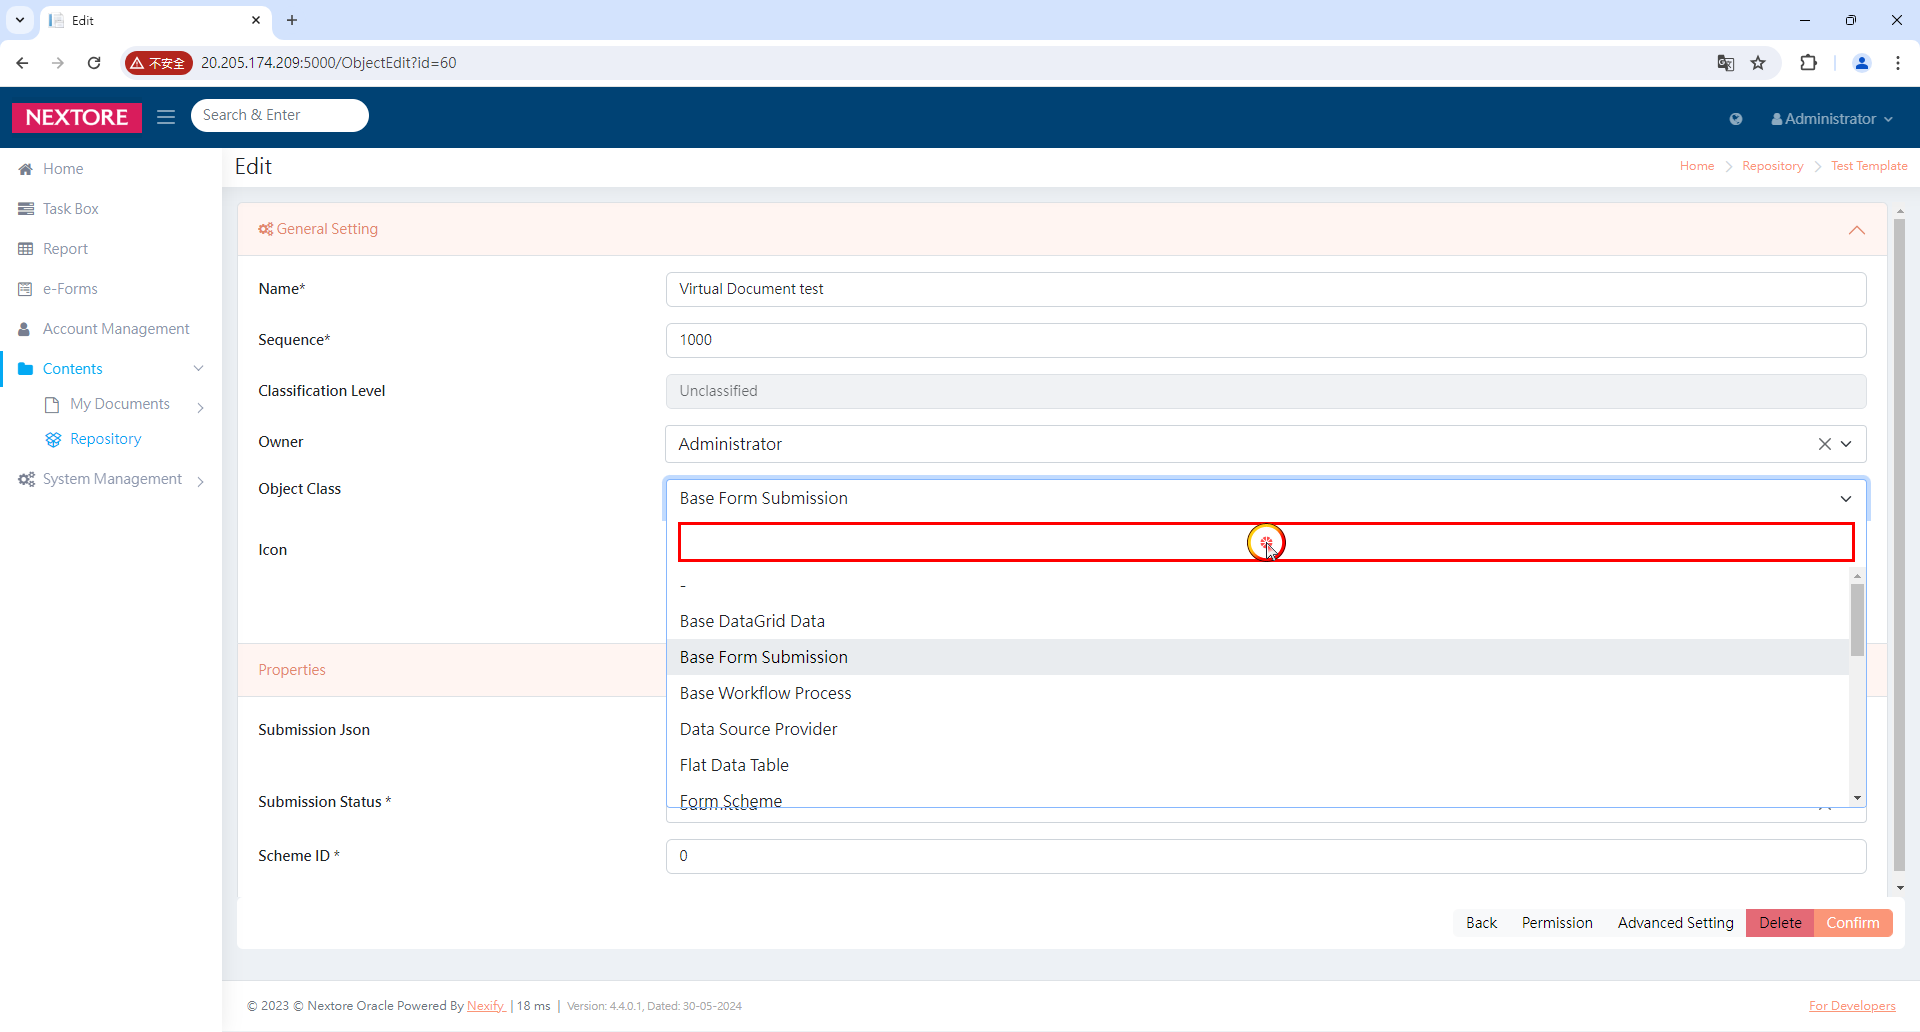 Edit
不安全
20.205.174.209:5000/ObjectEdit?id=60
NEXTORE
Search & Enter
Administrator
Home
Task Box
Report
e-Forms
Account Management
Contents
My Documents
Repository
System Management
Edit
Home
Repository
Test Template
General Setting
Name*
Virtual Document test
Sequence*
1000
Classification Level
Unclassified
Owner
Administrator
Object Class
Base Form Submission
Icon
-
Base DataGrid Data
Base Form Submission
Base Workflow Process
Data Source Provider
Flat Data Table
Form Scheme
Properties
Submission Json
Submission Status *
Scheme ID *
0
Back
Permission
Advanced Setting
Delete
Confirm
© 2023 © Nextore Oracle Powered By Nexify | 18 ms | Version: 4.4.0.1, Dated: 30-05-2024
For Developers